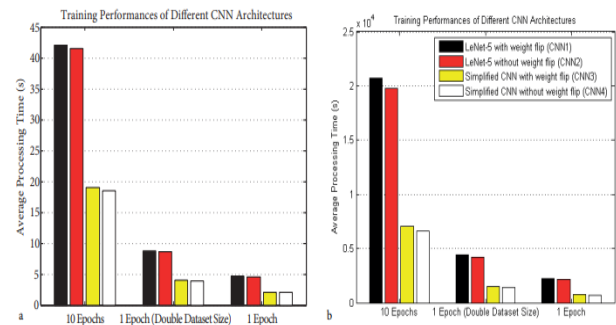 Training Performances of Different CNN Architectures
Average Processing Time (s)
45
40
35
30
25
20
15
10
5
0
10 Epochs
1 Epoch (Double Dataset Size)
1 Epoch
a
Training Performances of Different CNN Architectures
x 10⁴
Average Processing Time (s)
2.5
2
1.5
1
0.5
0
LeNet-5 with weight flip (CNN1)
LeNet-5 without weight flip (CNN2)
Simplified CNN with weight flip (CNN3)
Simplified CNN without weight flip (CNN4)
10 Epochs
1 Epoch (Double Dataset Size)
1 Epoch
b